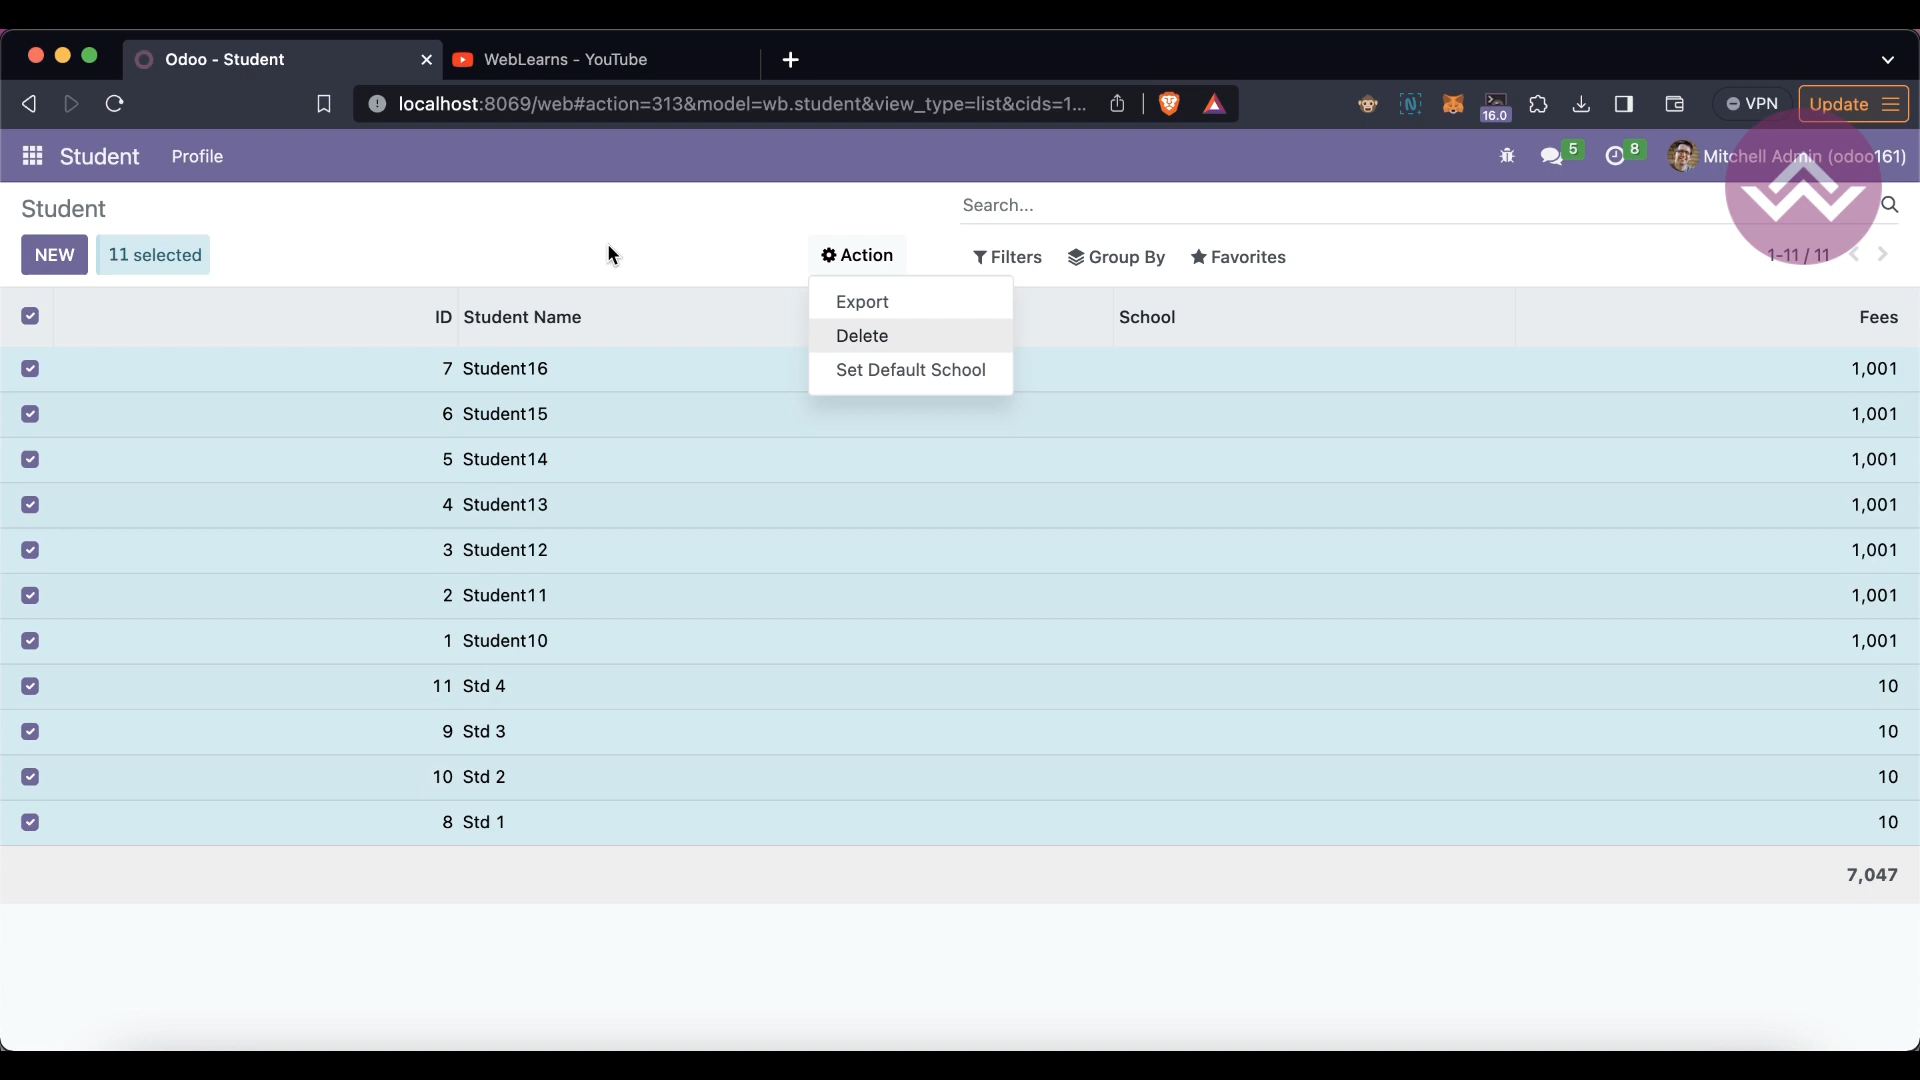 Odoo - Student
WebLearns - YouTube
localhost:8069/web#action=313&model=wb.student&view_type=list&cids=1...
16.0
VPN
Update
Student
Profile
5
8
Mitchell Admin (odoo161)
Student
Search...
NEW
11 selected
Action
Filters
Group By
Favorites
1-11 / 11
Export
Delete
Set Default School
ID
Student Name
School
Fees
7 Student16 1,001
6 Student15 1,001
5 Student14 1,001
4 Student13 1,001
3 Student12 1,001
2 Student11 1,001
1 Student10 1,001
11 Std 4 10
9 Std 3 10
10 Std 2 10
8 Std 1 10
7,047